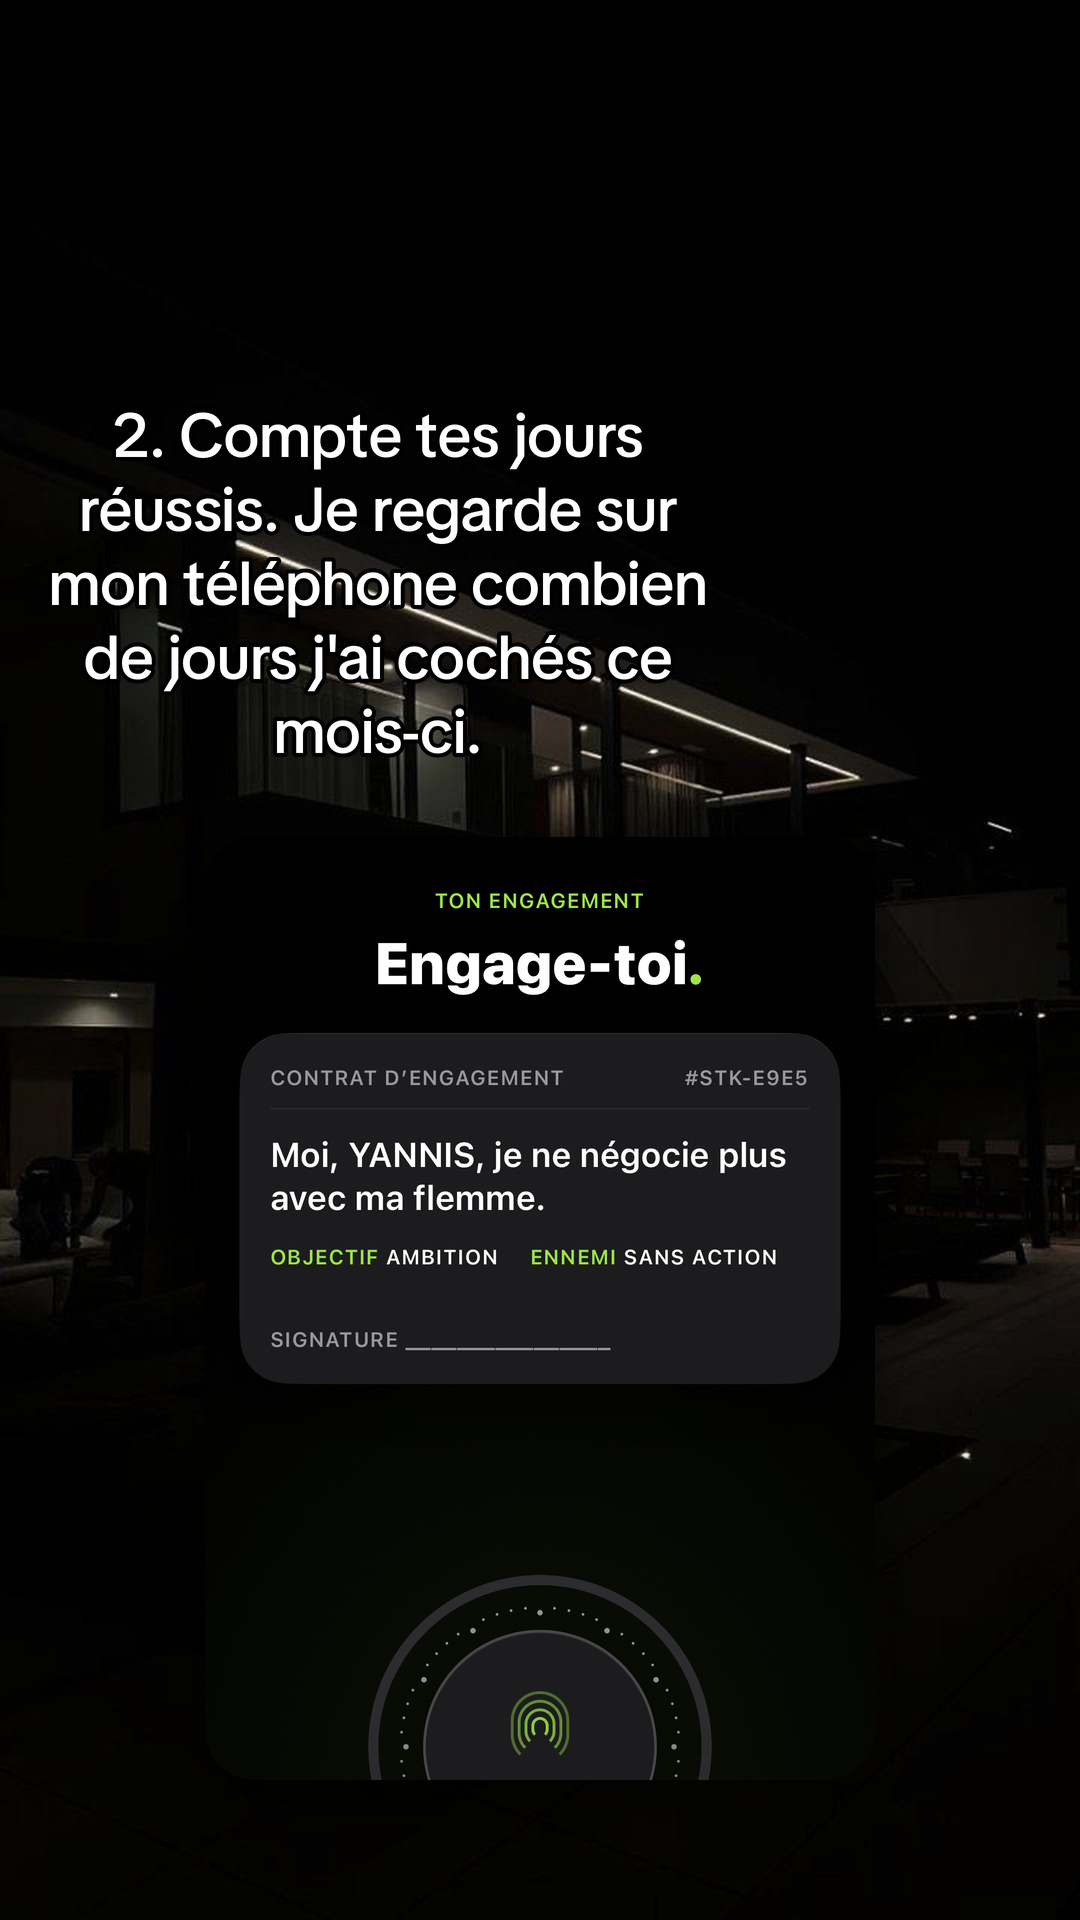 2. Compte tes jours
réussis. Je regarde sur
mon téléphone combien
de jours j'ai cochés ce
mois-ci.
TON ENGAGEMENT
Engage-toi.
CONTRAT D’ENGAGEMENT #STK-E9E5
Moi, YANNIS, je ne négocie plus
avec ma flemme.
OBJECTIF AMBITION ENNEMI SANS ACTION
SIGNATURE ________________